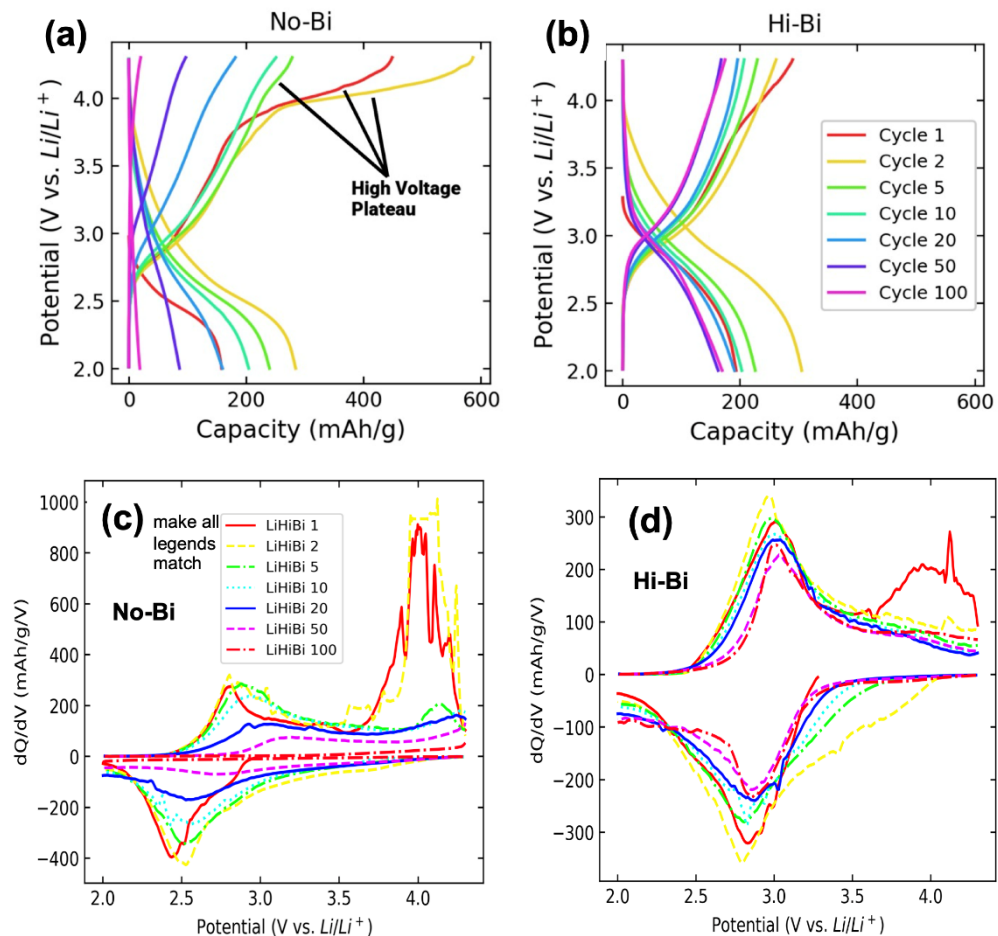 (a)
No-Bi
Potential (V vs. Li/Li⁺)
4.0
3.5
3.0
2.5
2.0
High Voltage
Plateau
0
200
400
600
Capacity (mAh/g)
(b)
Hi-Bi
Potential (V vs. Li/Li⁺)
4.0
3.5
3.0
2.5
2.0
Cycle 1
Cycle 2
Cycle 5
Cycle 10
Cycle 20
Cycle 50
Cycle 100
0
200
400
600
Capacity (mAh/g)
(c)
make all
legends
match
No-Bi
LiHiBi 1
LiHiBi 2
LiHiBi 5
LiHiBi 10
LiHiBi 20
LiHiBi 50
LiHiBi 100
dQ/dV (mAh/g/V)
1000
800
600
400
200
0
−200
−400
2.0
2.5
3.0
3.5
4.0
Potential (V vs. Li/Li⁺)
(d)
Hi-Bi
dQ/dV (mAh/g/V)
300
200
100
0
−100
−200
−300
2.0
2.5
3.0
3.5
4.0
Potential (V vs. Li/Li⁺)